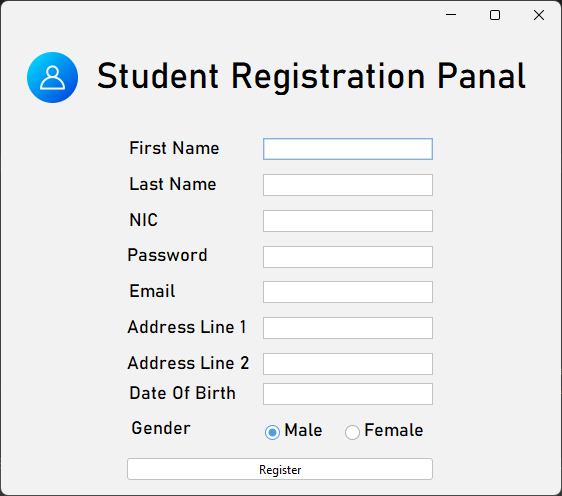 Student Registration Panal
First Name
Last Name
NIC
Password
Email
Address Line 1
Address Line 2
Date Of Birth
Gender Male Female
Register